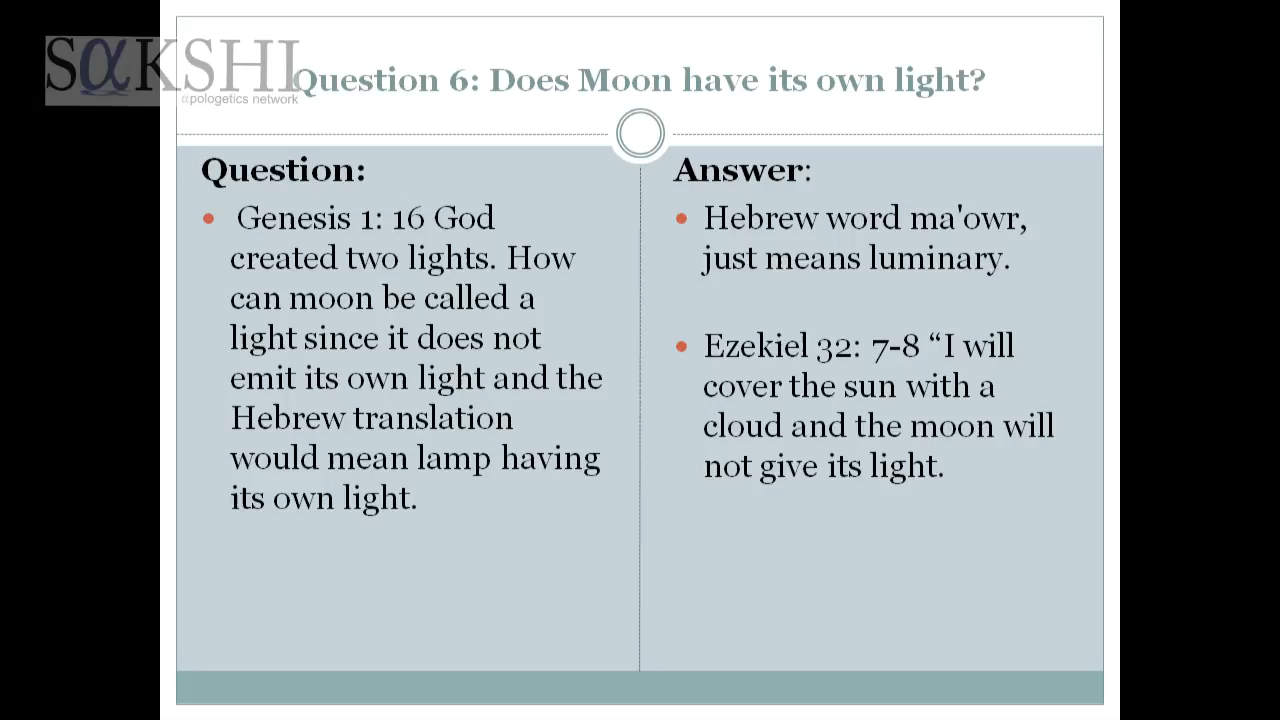 SαKSHI
αpologetics network
Question 6: Does Moon have its own light?
Question:
• Genesis 1: 16 God
created two lights. How
can moon be called a
light since it does not
emit its own light and the
Hebrew translation
would mean lamp having
its own light.
Answer:
• Hebrew word ma'owr,
just means luminary.
• Ezekiel 32: 7-8 “I will
cover the sun with a
cloud and the moon will
not give its light.